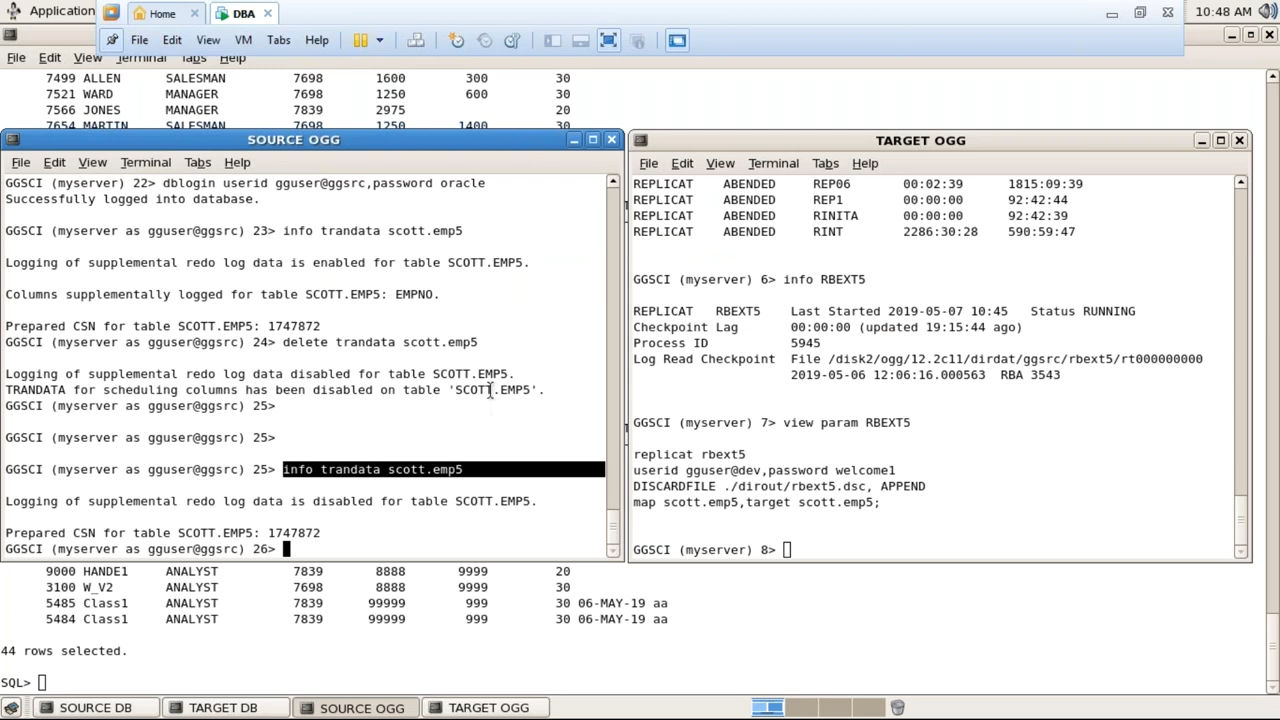 Application
Home
DBA
10:48 AM
File Edit View VM Tabs Help
File Edit View Terminal Tabs Help
7499 ALLEN SALESMAN 7698 1600 300 30
7521 WARD MANAGER 7698 1250 600 30
7566 JONES MANAGER 7839 2975 20
7654 MARTIN SALESMAN 7698 1250 1400 30
SOURCE OGG
File Edit View Terminal Tabs Help
GGSCI (myserver) 22> dblogin userid gguser@ggsrc,password oracle
Successfully logged into database.
GGSCI (myserver as gguser@ggsrc) 23> info trandata scott.emp5
Logging of supplemental redo log data is enabled for table SCOTT.EMP5.
Columns supplementally logged for table SCOTT.EMP5: EMPNO.
Prepared CSN for table SCOTT.EMP5: 1747872
GGSCI (myserver as gguser@ggsrc) 24> delete trandata scott.emp5
Logging of supplemental redo log data disabled for table SCOTT.EMP5.
TRANDATA for scheduling columns has been disabled on table 'SCOTT.EMP5'.
GGSCI (myserver as gguser@ggsrc) 25>
GGSCI (myserver as gguser@ggsrc) 25>
GGSCI (myserver as gguser@ggsrc) 25> info trandata scott.emp5
Logging of supplemental redo log data is disabled for table SCOTT.EMP5.
Prepared CSN for table SCOTT.EMP5: 1747872
GGSCI (myserver as gguser@ggsrc) 26>
TARGET OGG
File Edit View Terminal Tabs Help
REPLICAT ABENDED REP06 00:02:39 1815:09:39
REPLICAT ABENDED REP1 00:00:00 92:42:44
REPLICAT ABENDED RINITA 00:00:00 92:42:39
REPLICAT ABENDED RINT 2286:30:28 590:59:47
GGSCI (myserver) 6> info RBEXT5
REPLICAT RBEXT5 Last Started 2019-05-07 10:45 Status RUNNING
Checkpoint Lag 00:00:00 (updated 19:15:44 ago)
Process ID 5945
Log Read Checkpoint File /disk2/ogg/12.2c11/dirdat/ggsrc/rbext5/rt000000000
2019-05-06 12:06:16.000563 RBA 3543
GGSCI (myserver) 7> view param RBEXT5
replicat rbext5
userid gguser@dev,password welcome1
DISCARDFILE ./dirout/rbext5.dsc, APPEND
map scott.emp5,target scott.emp5;
GGSCI (myserver) 8>
9000 HANDE1 ANALYST 7839 8888 9999 20
3100 W_V2 ANALYST 7698 8888 9999 30
5485 Class1 ANALYST 7839 99999 999 30 06-MAY-19 aa
5484 Class1 ANALYST 7839 99999 999 30 06-MAY-19 aa
44 rows selected.
SQL>
SOURCE DB
TARGET DB
SOURCE OGG
TARGET OGG